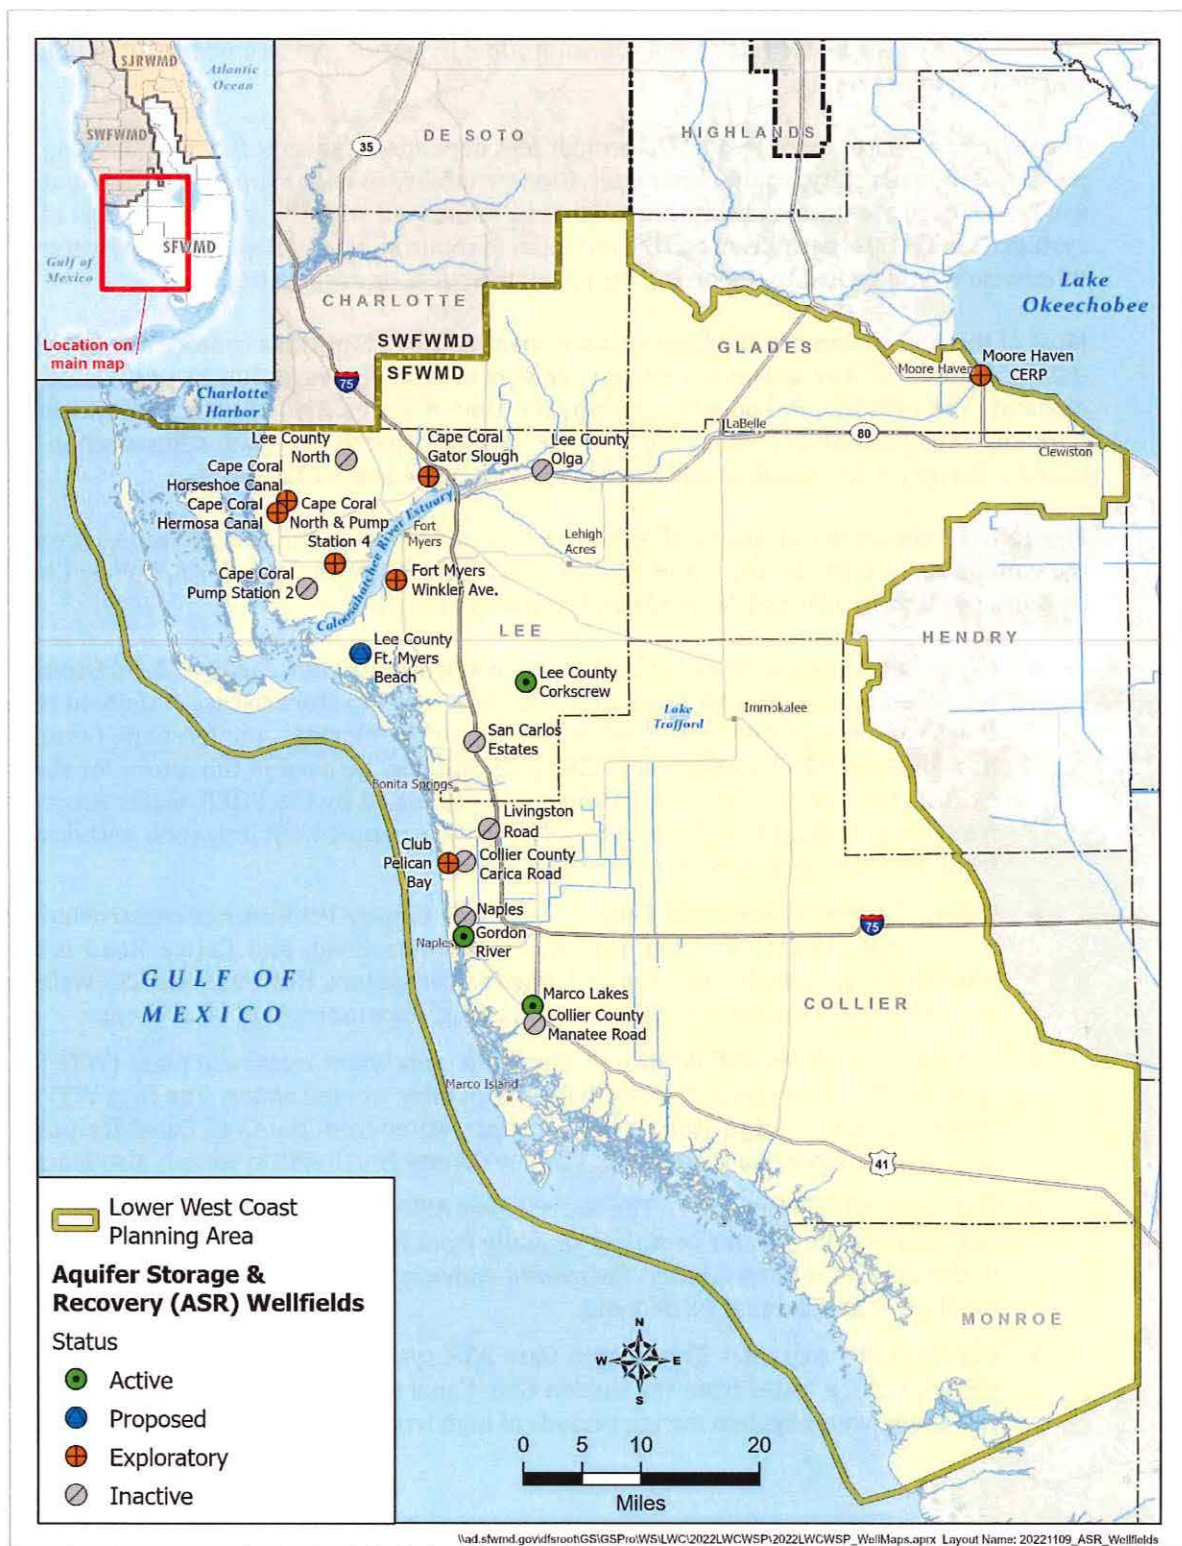 SJRWMD
Atlantic
Ocean
SWFWMD
SFWMD
Gulf of
Mexico
Location on
main map
DE SOTO
HIGHLANDS
35
CHARLOTTE
SWFWMD
SFWMD
75
GLADES
Lake
Okeechobee
Moore Haven
Moore Haven
CERP
Charlotte
Harbor
LaBelle
80
Clewiston
Lee County
North
Cape Coral
Gator Slough
Lee County
Olga
Cape Coral
Horseshoe Canal
Cape Coral
Hermosa Canal
Cape Coral
North & Pump
Station 4
Caloosahatchee River Estuary
Fort
Myers
Lehigh
Acres
Cape Coral
Pump Station 2
Fort Myers
Winkler Ave.
LEE
HENDRY
Lee County
Ft. Myers
Beach
Lee County
Corkscrew
Lake
Trafford
Immokalee
San Carlos
Estates
Bonita Springs
Livingston
Road
Club
Pelican
Bay
Collier County
Carica Road
Naples
Naples
Gordon
River
75
GULF OF
MEXICO
Marco Lakes
Collier County
Manatee Road
COLLIER
Marco Island
41
MONROE
Lower West Coast
Planning Area
Aquifer Storage &
Recovery (ASR) Wellfields
Status
Active
Proposed
Exploratory
Inactive
N
W E
S
0 5 10 20
Miles
\\ad.sfwmd.gov\dfsroot\GS\GSPro\WS\LWC\2022LWCWSP\2022LWCWSP_WellMaps.aprx Layout Name: 20221109_ASR_Wellfields